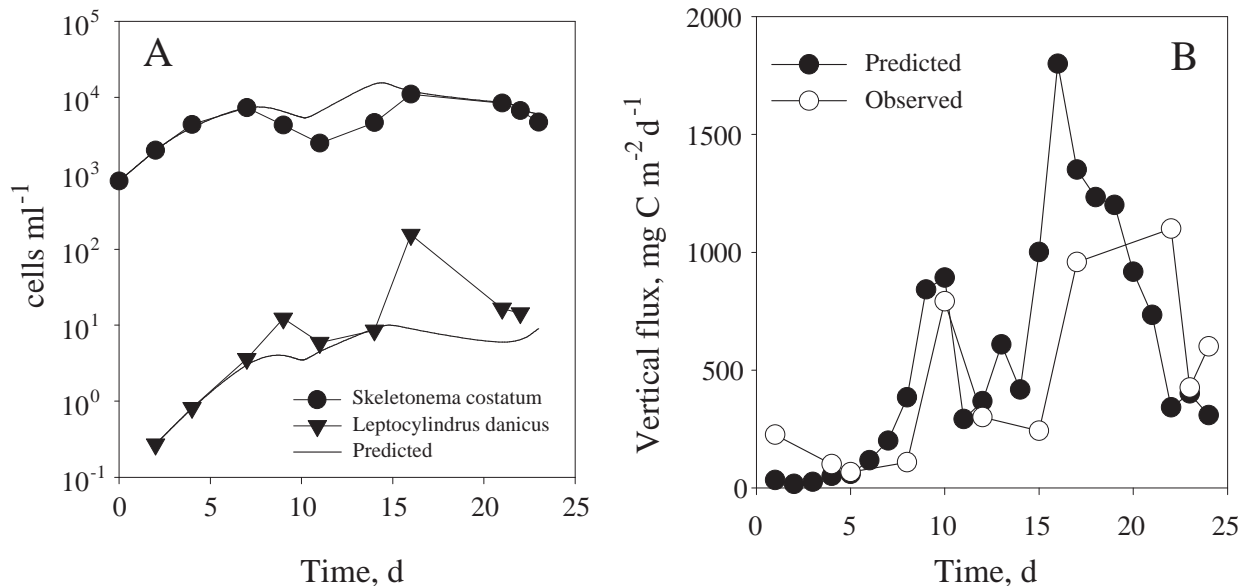 A
10^5
10^4
10^3
10^2
10^1
10^0
10^-1
cells ml^-1
Skeletonema costatum
Leptocylindrus danicus
Predicted
0 5 10 15 20 25
Time, d
B
2000
1500
1000
500
0
Vertical flux, mg C m^-2 d^-1
Predicted
Observed
0 5 10 15 20 25
Time, d